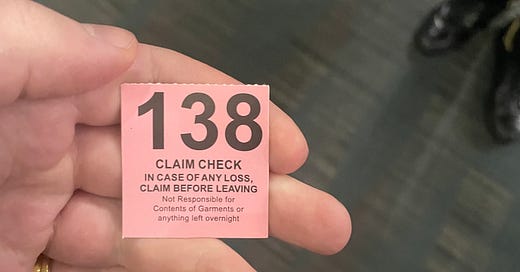 138
CLAIM CHECK
IN CASE OF ANY LOSS,
CLAIM BEFORE LEAVING
Not Responsible for
Contents of Garments or
anything left overnight